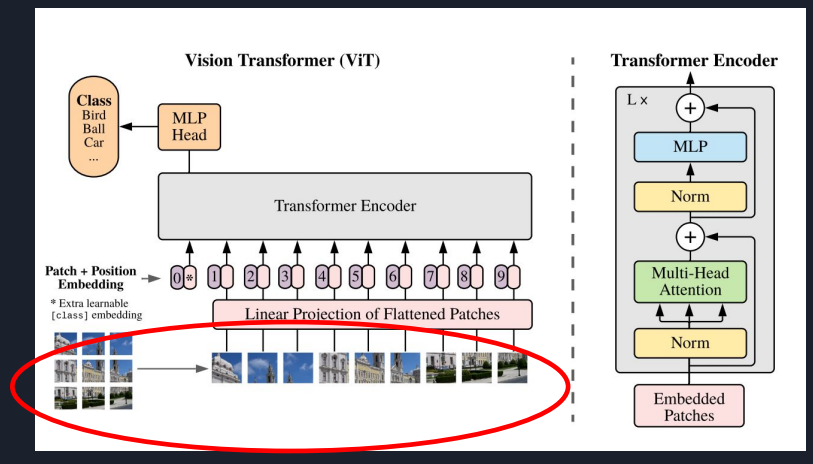 Vision Transformer (ViT)
Class
Bird
Ball
Car
...
MLP
Head
Transformer Encoder
Patch + Position
Embedding
0 * 1 2 3 4 5 6 7 8 9
* Extra learnable
[class] embedding
Linear Projection of Flattened Patches
Transformer Encoder
L ×
+
MLP
Norm
+
Multi-Head
Attention
Norm
Embedded
Patches